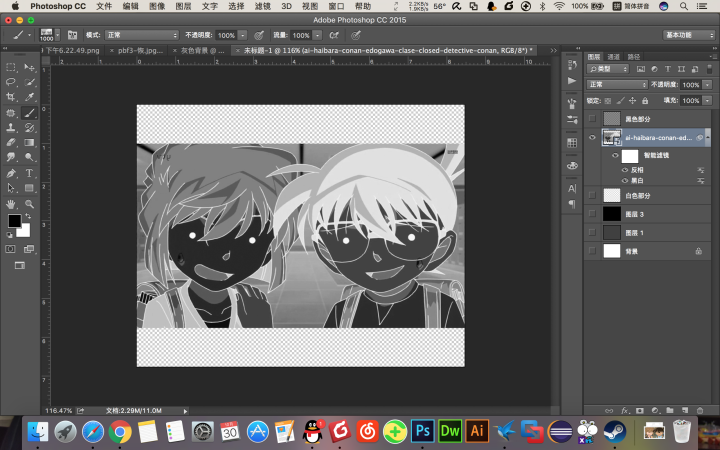 Photoshop CC 文件 编辑 图像 图层 文字 选择 滤镜 3D 视图 窗口 帮助 2.2KB/s 1.9KB/s 56° 100% 简体拼音
Adobe Photoshop CC 2015
1000 模式: 正常 不透明度: 100% 流量: 100% 基本功能
下午6.22.49.png × pbf3-恢.jpg... × 灰色背景 @ ... × 未标题-1 @ 116% (ai-haibara-conan-edogawa-clase-closed-detective-conan, RGB/8*) *
图层 通道 路径
类型
正常 不透明度: 100%
锁定: 填充: 100%
黑色部分
ai-haibara-conan-ed...
智能滤镜
反相
黑白
白色部分
图层 3
图层 1
背景
116.47% 文档:2.29M/11.0M
30 Ps Dw Ai